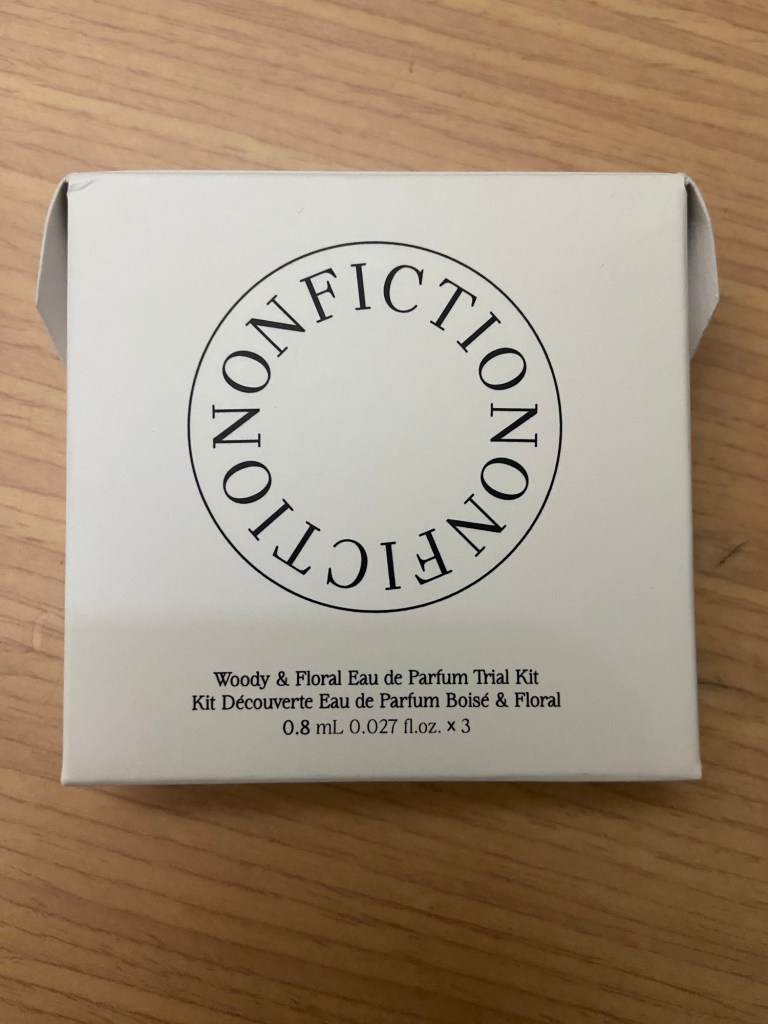 NONFICTIONONFICTIO
Woody & Floral Eau de Parfum Trial Kit
Kit Découverte Eau de Parfum Boisé & Floral
0.8 mL 0.027 fl.oz. x 3